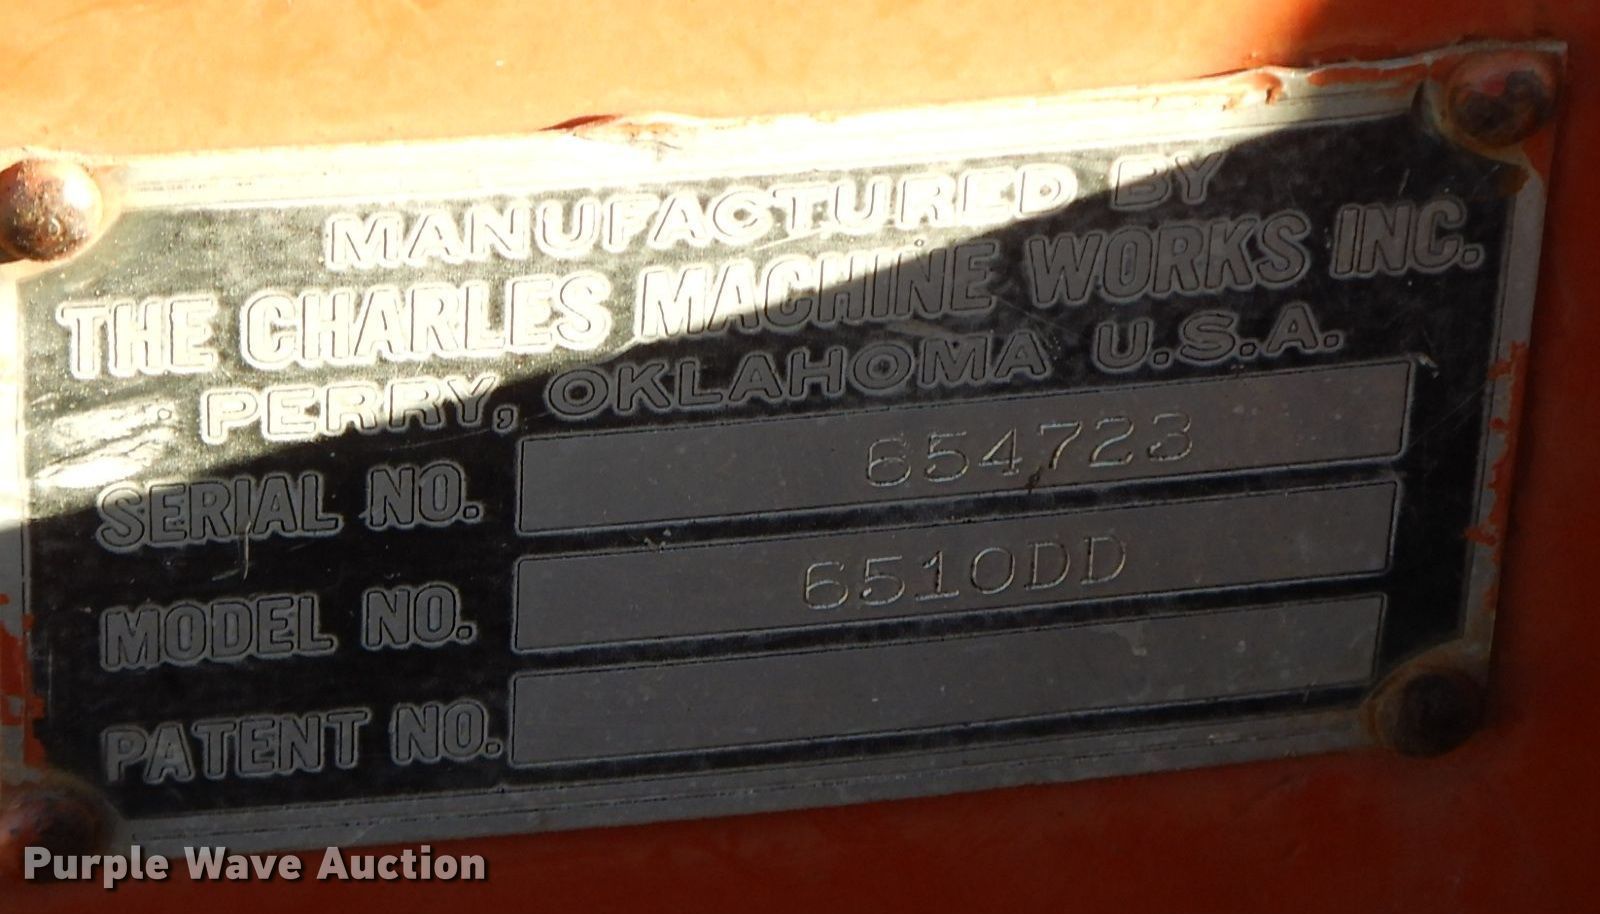 MANUFACTURED BY
THE CHARLES MACHINE WORKS INC.
PERRY, OKLAHOMA U.S.A.
SERIAL NO. 654723
MODEL NO. 6510DD
PATENT NO.
Purple Wave Auction